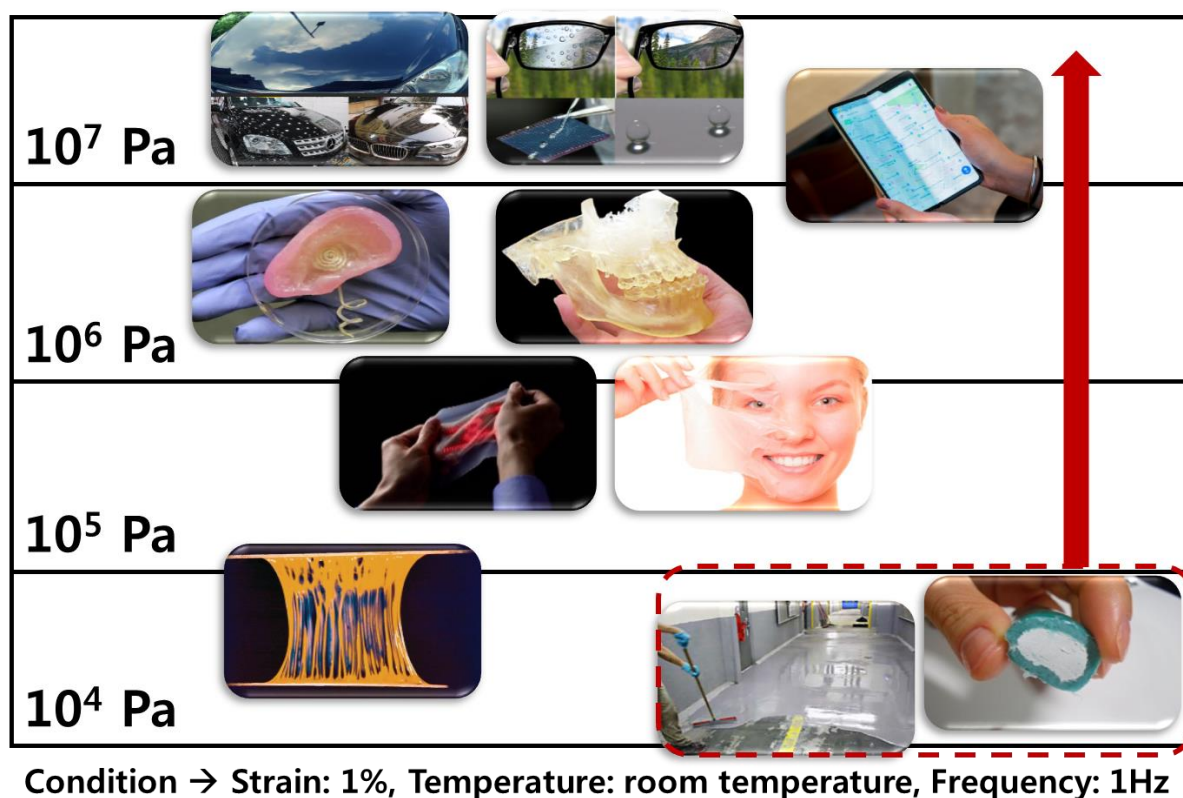 10⁷ Pa
10⁶ Pa
10⁵ Pa
10⁴ Pa
Condition → Strain: 1%, Temperature: room temperature, Frequency: 1Hz